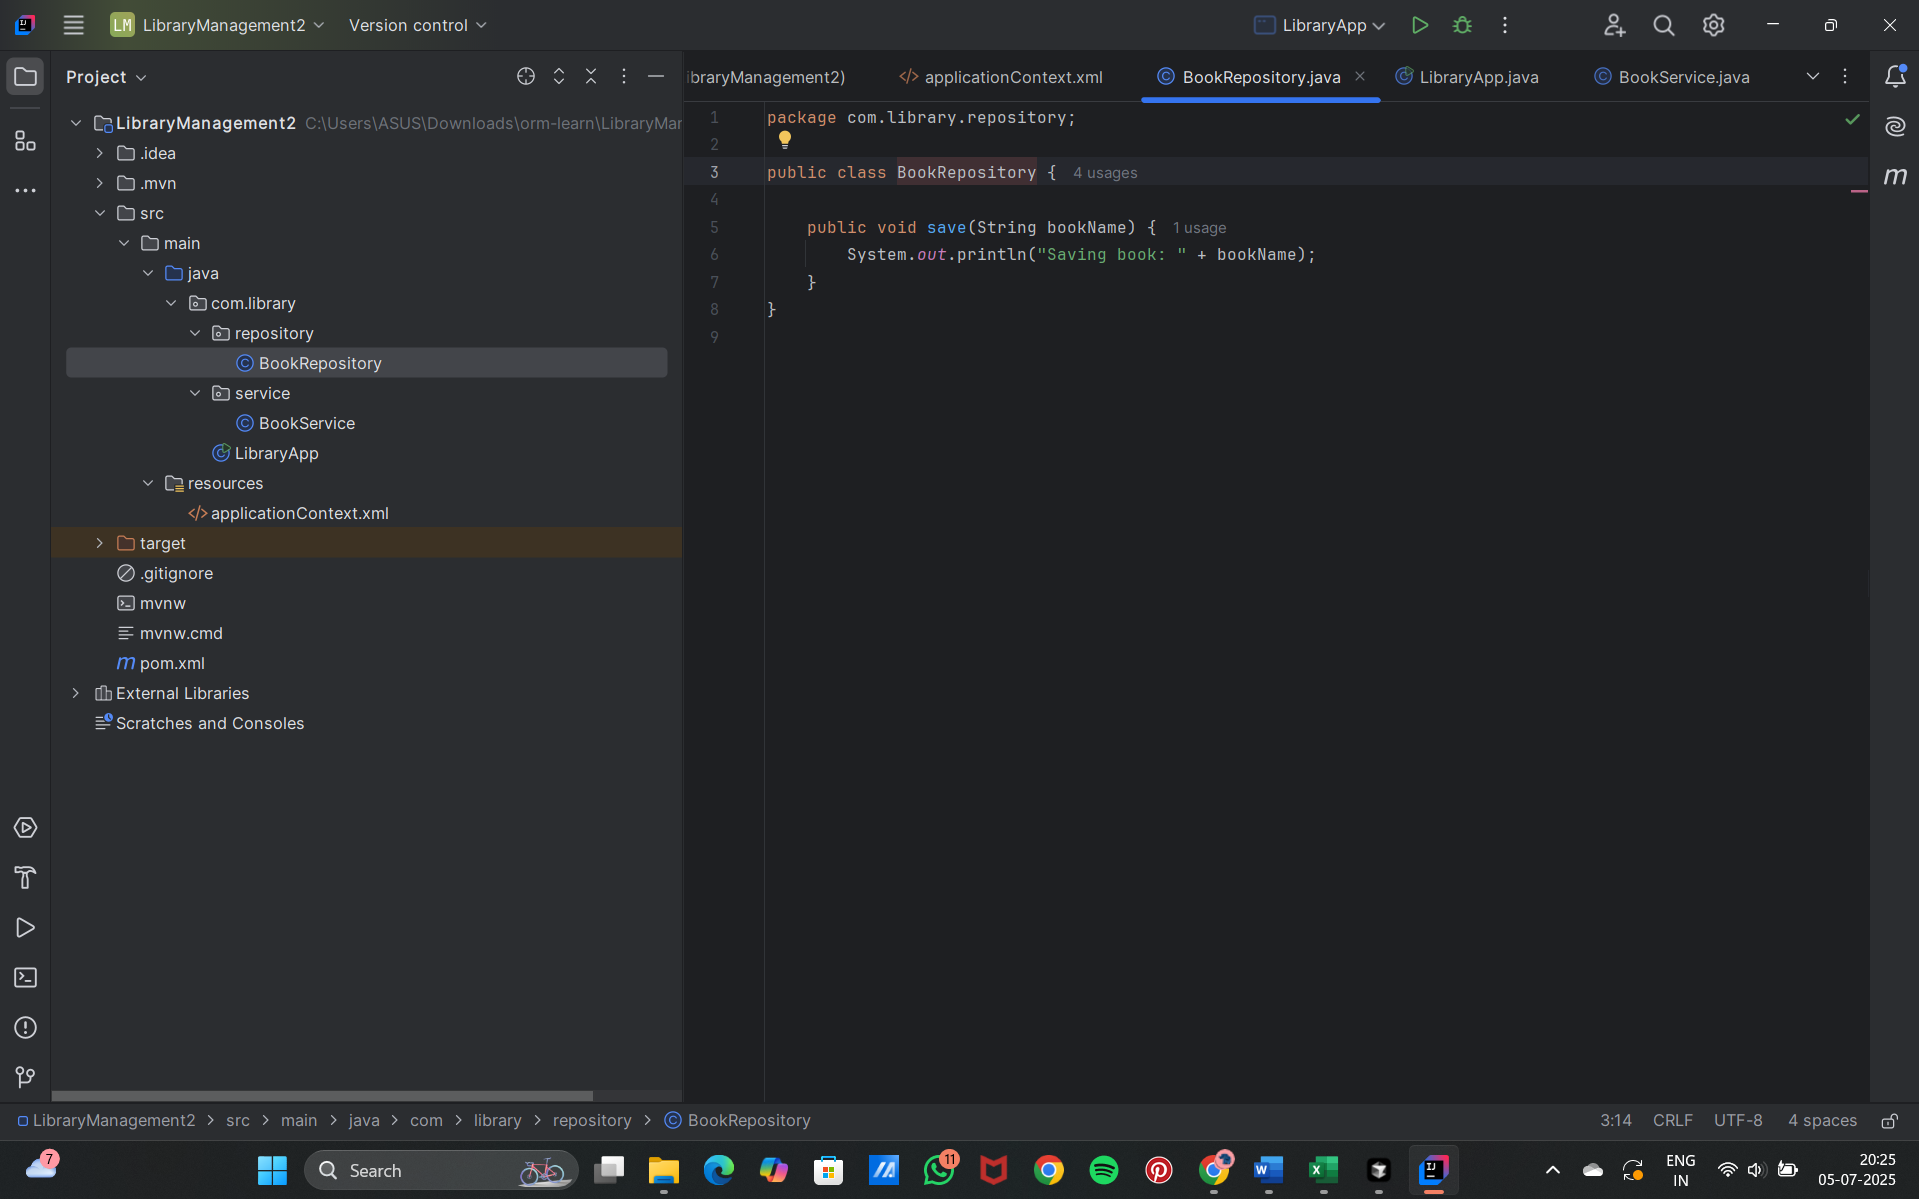 LM LibraryManagement2 Version control LibraryApp
Project
LibraryManagement2 C:\Users\ASUS\Downloads\orm-learn\LibraryMar
.idea
.mvn
src
main
java
com.library
repository
BookRepository
service
BookService
LibraryApp
resources
applicationContext.xml
target
.gitignore
mvnw
mvnw.cmd
pom.xml
External Libraries
Scratches and Consoles
ibraryManagement2) applicationContext.xml BookRepository.java LibraryApp.java BookService.java
1 package com.library.repository;
2
3 public class BookRepository { 4 usages
4
5 public void save(String bookName) { 1 usage
6 System.out.println("Saving book: " + bookName);
7 }
8 }
9
LibraryManagement2 > src > main > java > com > library > repository > BookRepository 3:14 CRLF UTF-8 4 spaces
7 Search 11 ENG 20:25
IN 05-07-2025